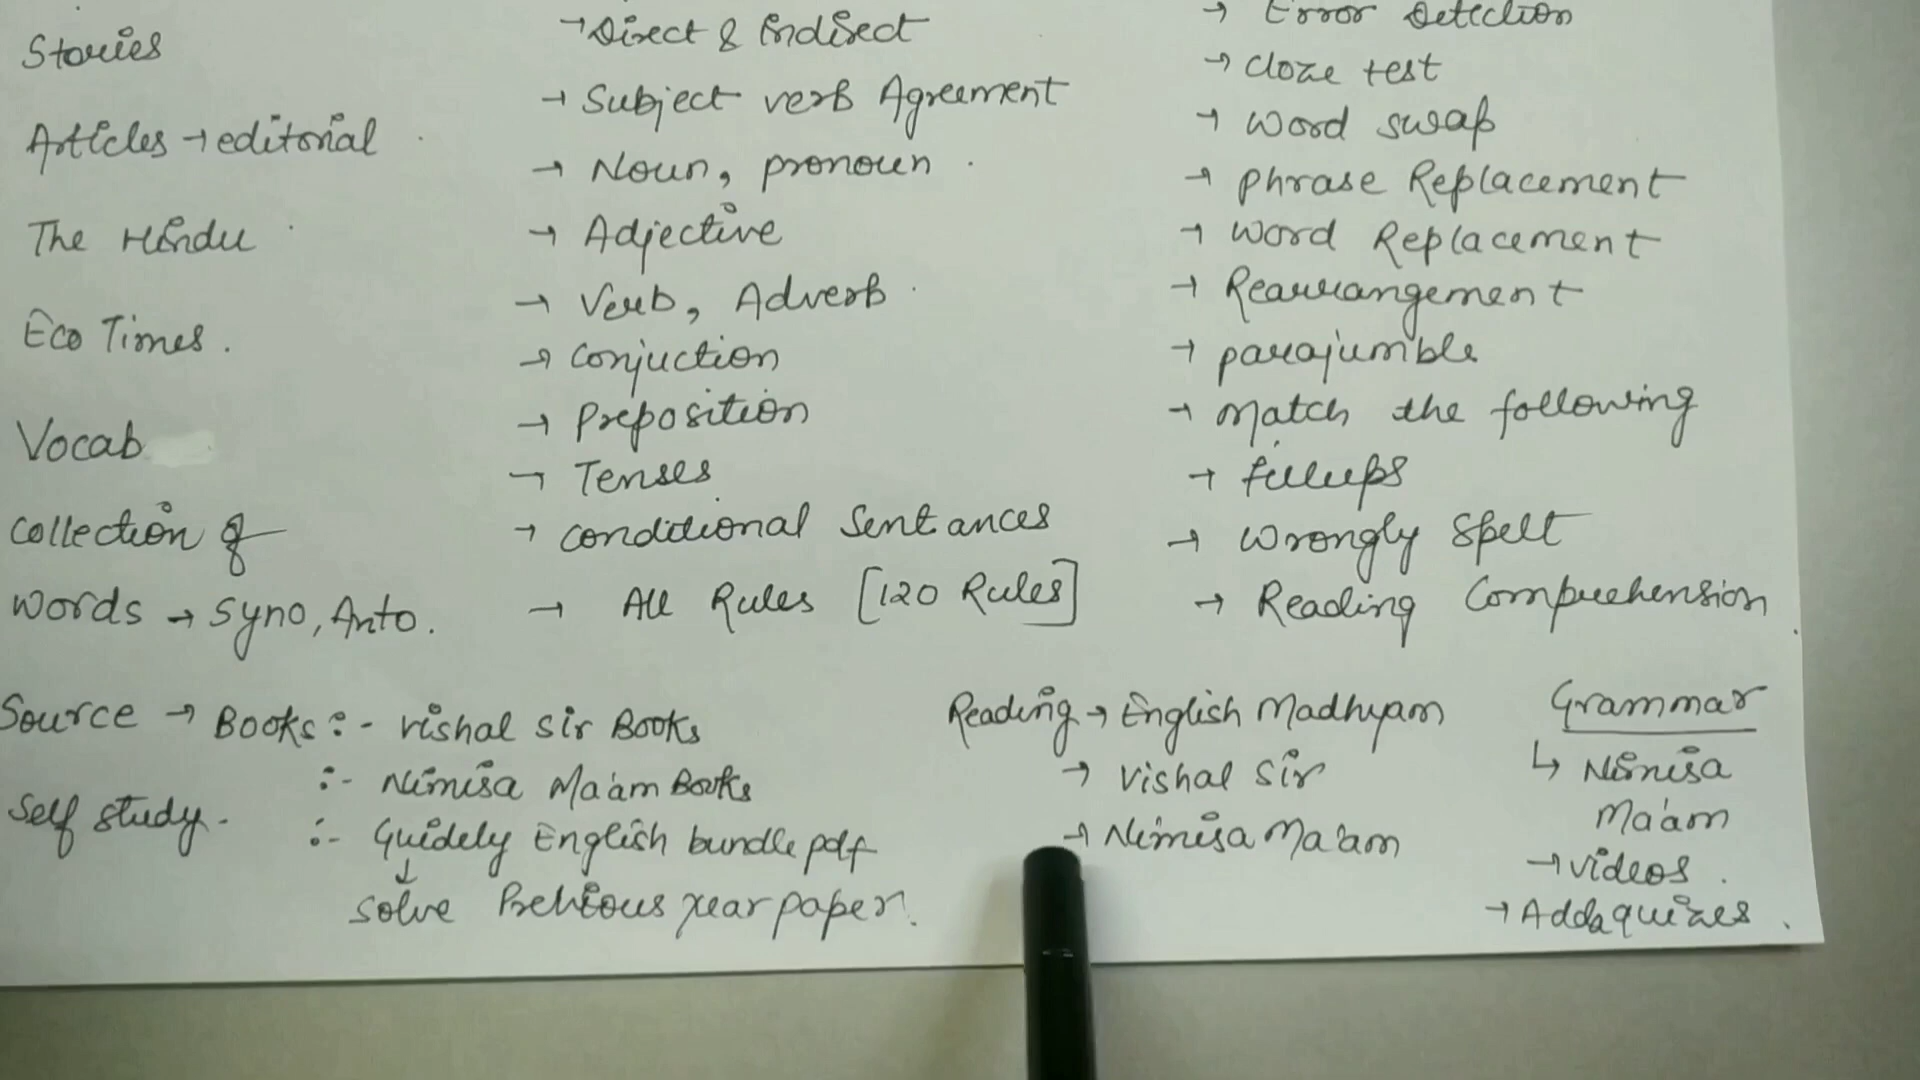 Stories
Articles → editorial
The Hindu
Eco Times.
Vocab
Collection of
words → Syno, Anto.
→ Direct & Indirect
→ Subject verb Agreement
→ Noun, pronoun
→ Adjective
→ Verb, Adverb
→ Conjuction
→ Preposition
→ Tenses
→ Conditional Sentances
→ All Rules [120 Rules]
→ Error Detection
→ Cloze test
→ Word swap
→ Phrase Replacement
→ Word Replacement
→ Rearrangement
→ parajumble
→ Match the following
→ fillups
→ Wrongly Spelt
→ Reading Comprehension
Source → Books :- Vishal Sir Books
:- Nimisa Ma'am Books
Self study.
:- Guidely English bundle pdf
↓
Solve Previous year paper.
Reading → English Madhyam
→ Vishal Sir
→ Nimisa Ma'am
Grammar
↳ Nimisa
Ma'am
→ videos.
→ Adda quizes.